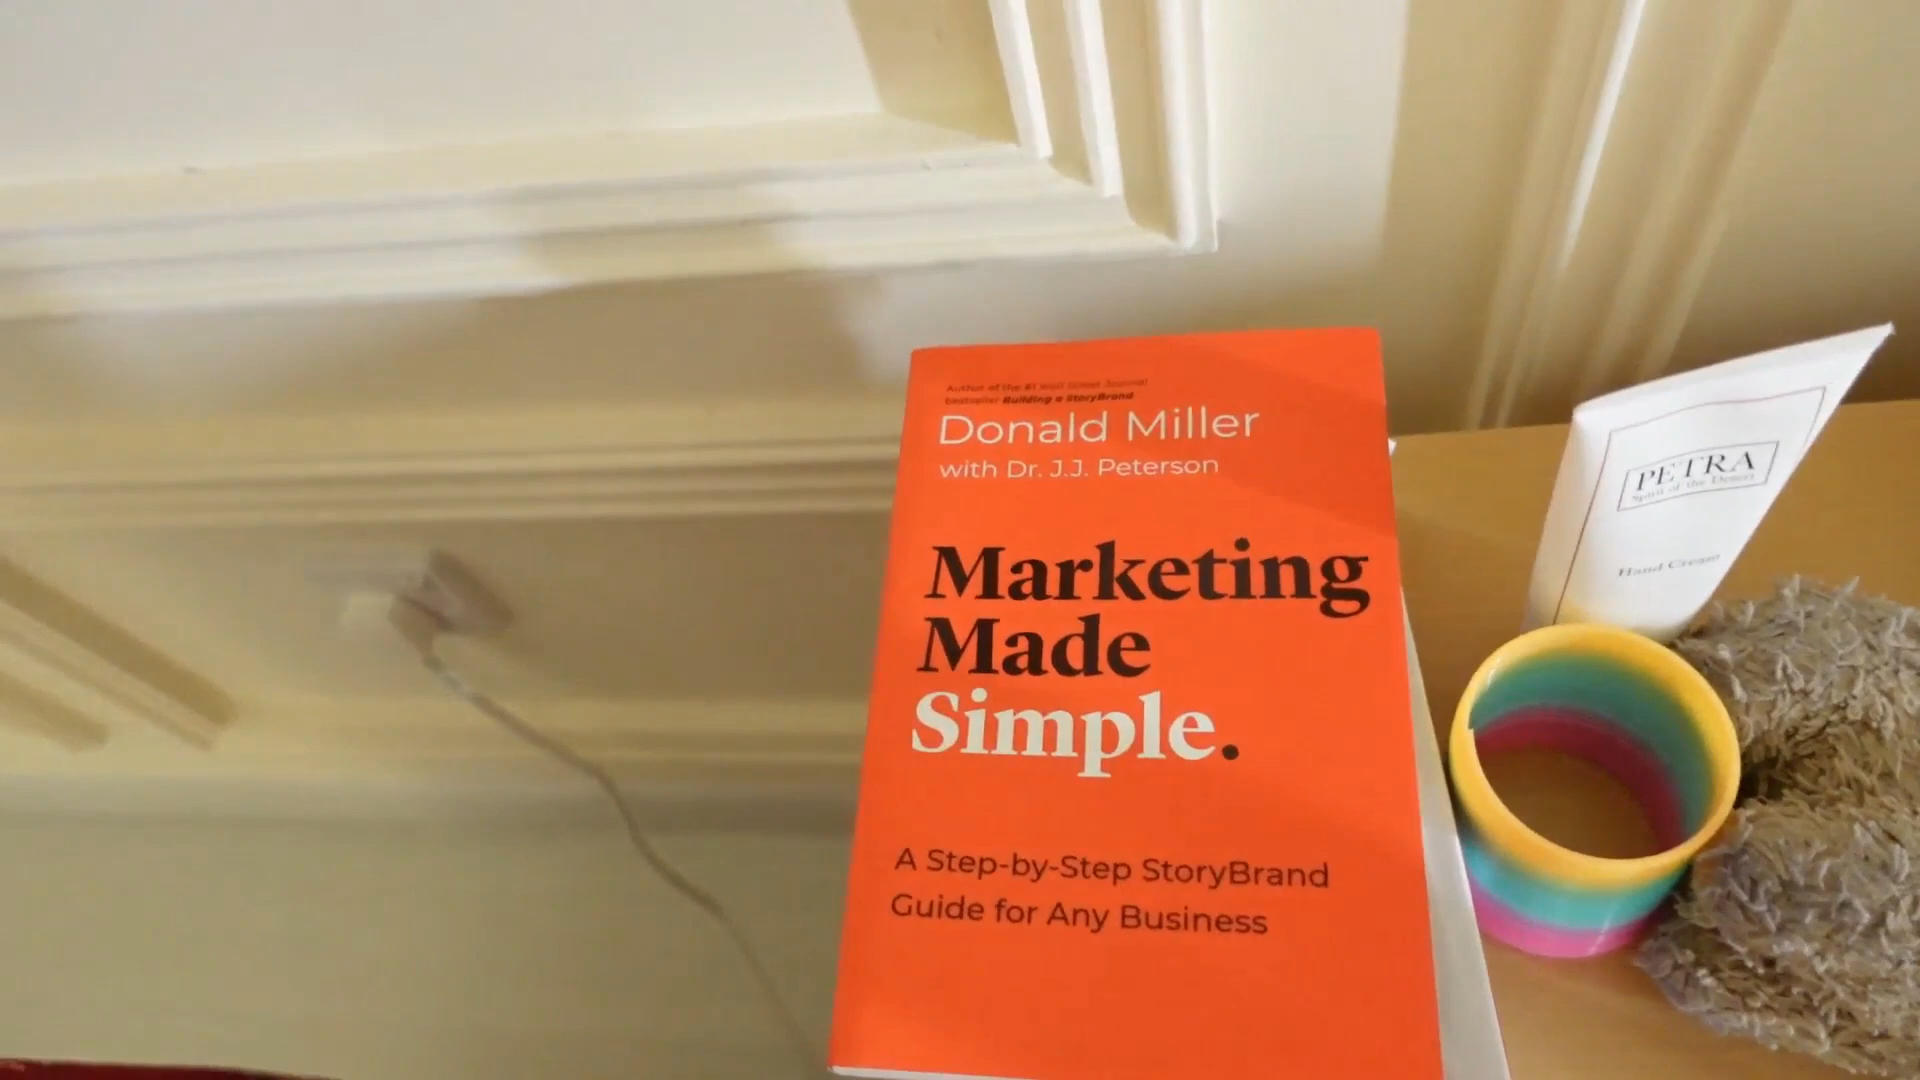 Author of the #1 Wall Street Journal
bestseller Building a StoryBrand
Donald Miller
with Dr. J.J. Peterson
Marketing
Made
Simple.
A Step-by-Step StoryBrand
Guide for Any Business
PETRA
Spirit of the Desert
Hand Cream